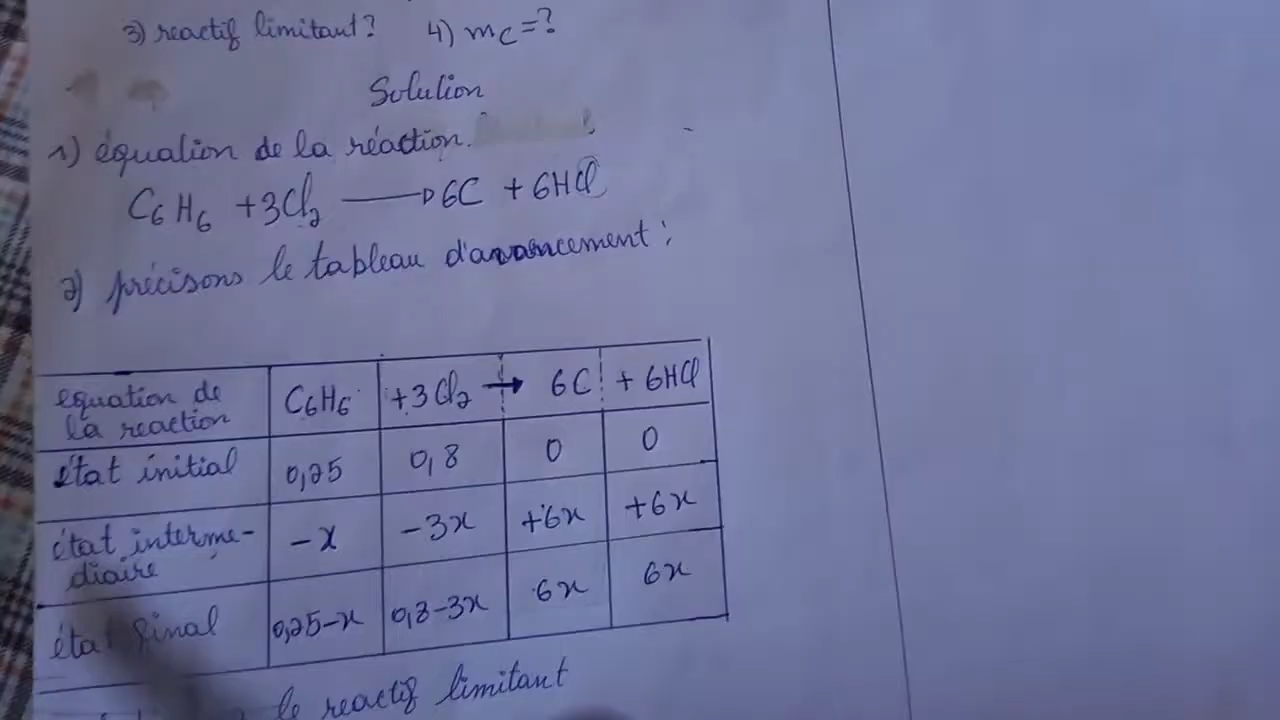 3) reactif limitant? 4) mc=?
Solution
1) équation de la réaction.
C₆H₆ +3Cl₂ → 6C + 6HCl
2) précisons le tableau d'avancement:
equation de la reaction C₆H₆ +3Cl₂ → 6C + 6HCl
état initial 0,25 0,8 0 0
état interme-diaire -x -3x +6x +6x
état final 0,25-x 0,8-3x 6x 6x
le reactif limitant